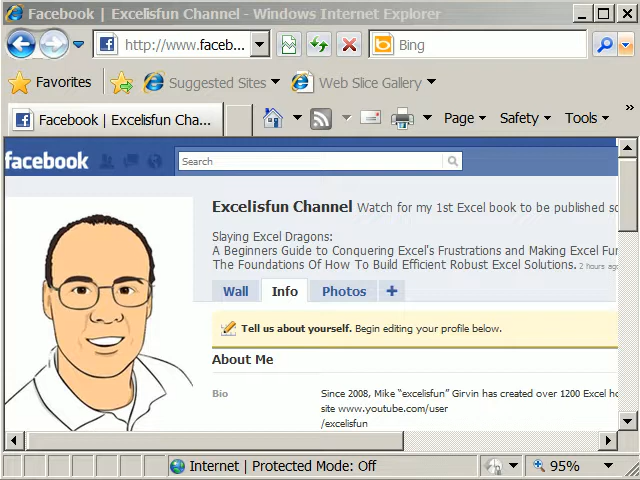 Facebook | Excelisfun Channel - Windows Internet Explorer
http://www.faceb...
Bing
Favorites
Suggested Sites
Web Slice Gallery
Facebook | Excelisfun Cha...
Page
Safety
Tools
facebook
Search
Excelisfun Channel Watch for my 1st Excel book to be published so
Slaying Excel Dragons:
A Beginners Guide to Conquering Excel's Frustrations and Making Excel Fun
The Foundations Of How To Build Efficient Robust Excel Solutions. 2 hours ago
Wall
Info
Photos
+
Tell us about yourself. Begin editing your profile below.
About Me
Bio
Since 2008, Mike "excelisfun" Girvin has created over 1200 Excel ho
site www.youtube.com/user
/excelisfun
Internet | Protected Mode: Off
95%